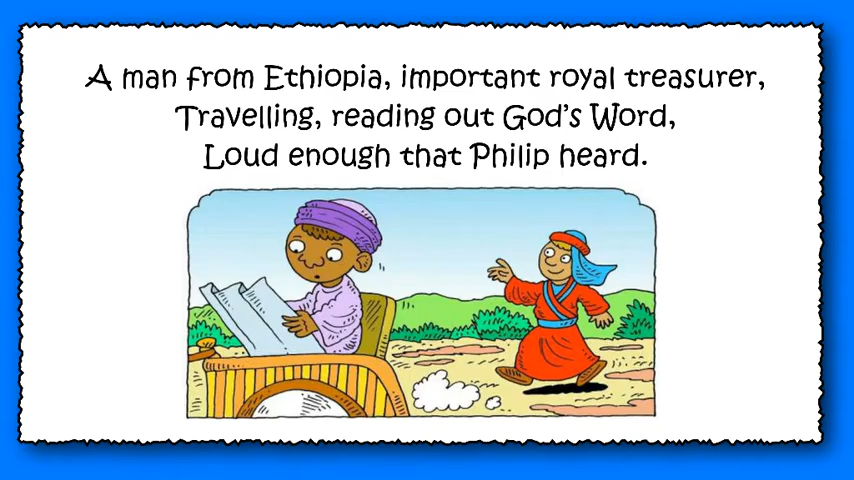 A man from Ethiopia, important royal treasurer,
Travelling, reading out God's Word,
Loud enough that Philip heard.